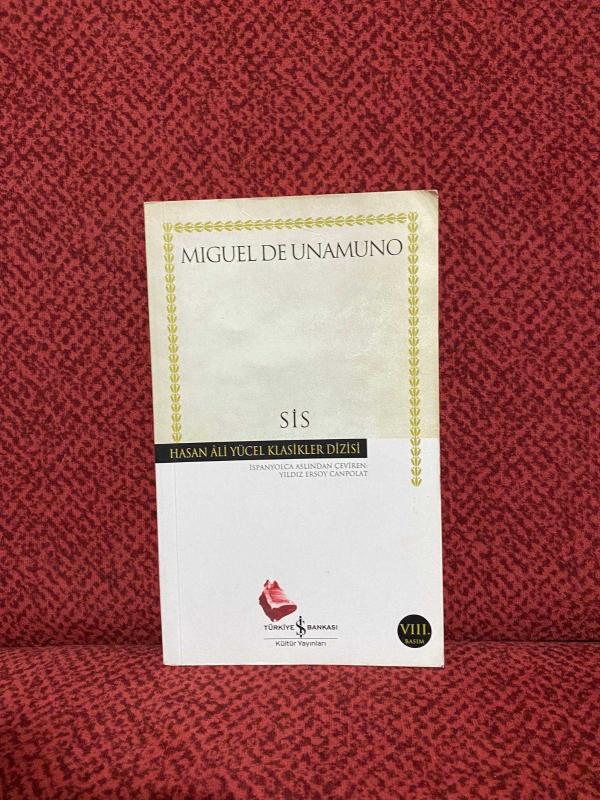 MIGUEL DE UNAMUNO
SİS
HASAN ÂLİ YÜCEL KLASİKLER DİZİSİ
İSPANYOLCA ASLINDAN ÇEVİREN:
YILDIZ ERSOY CANPOLAT
TÜRKİYE İŞ BANKASI
Kültür Yayınları
VIII.
BASIM